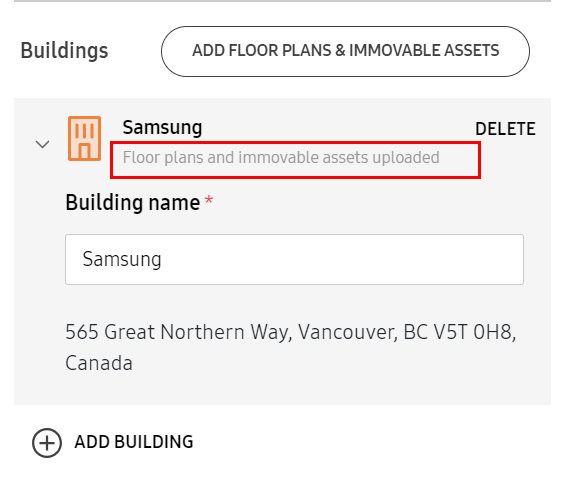 Buildings
ADD FLOOR PLANS & IMMOVABLE ASSETS
Samsung
DELETE
Floor plans and immovable assets uploaded
Building name *
Samsung
565 Great Northern Way, Vancouver, BC V5T 0H8,
Canada
ADD BUILDING